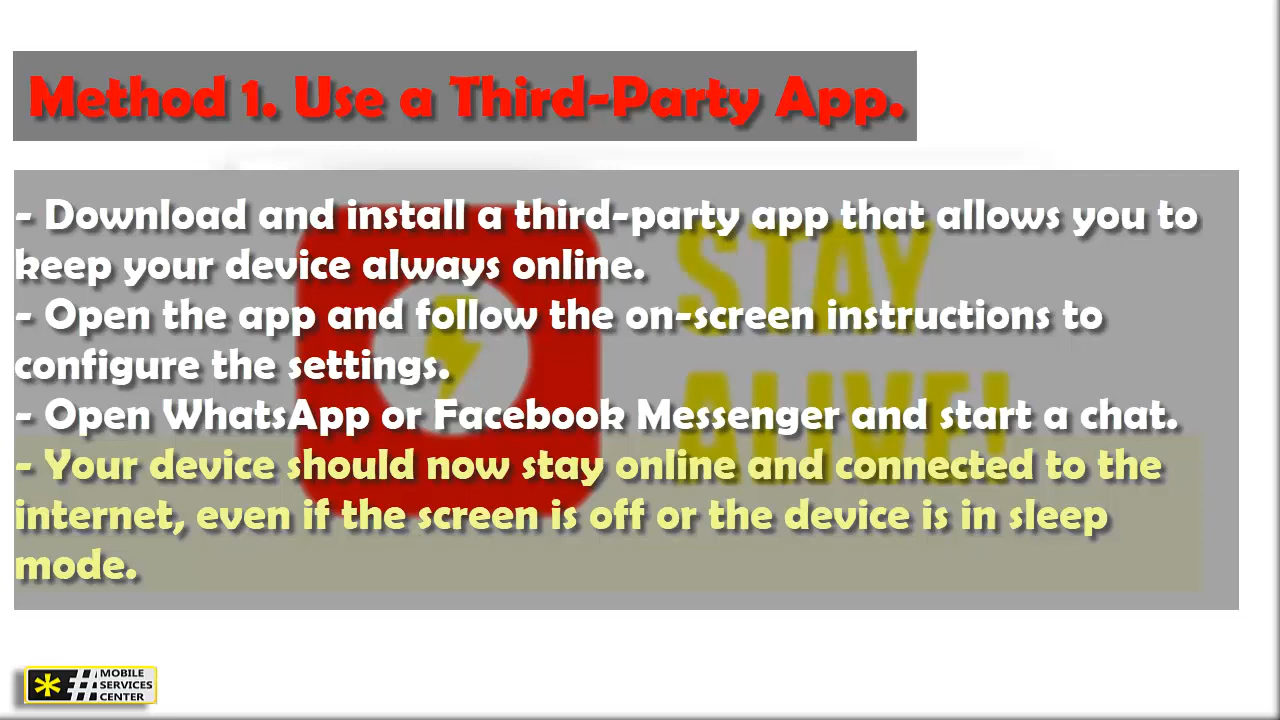 Method 1. Use a Third-Party App.
- Download and install a third-party app that allows you to
keep your device always online.
- Open the app and follow the on-screen instructions to
configure the settings.
- Open WhatsApp or Facebook Messenger and start a chat.
- Your device should now stay online and connected to the
internet, even if the screen is off or the device is in sleep
mode.
STAY
ALIVE!
*#
MOBILE
SERVICES
CENTER